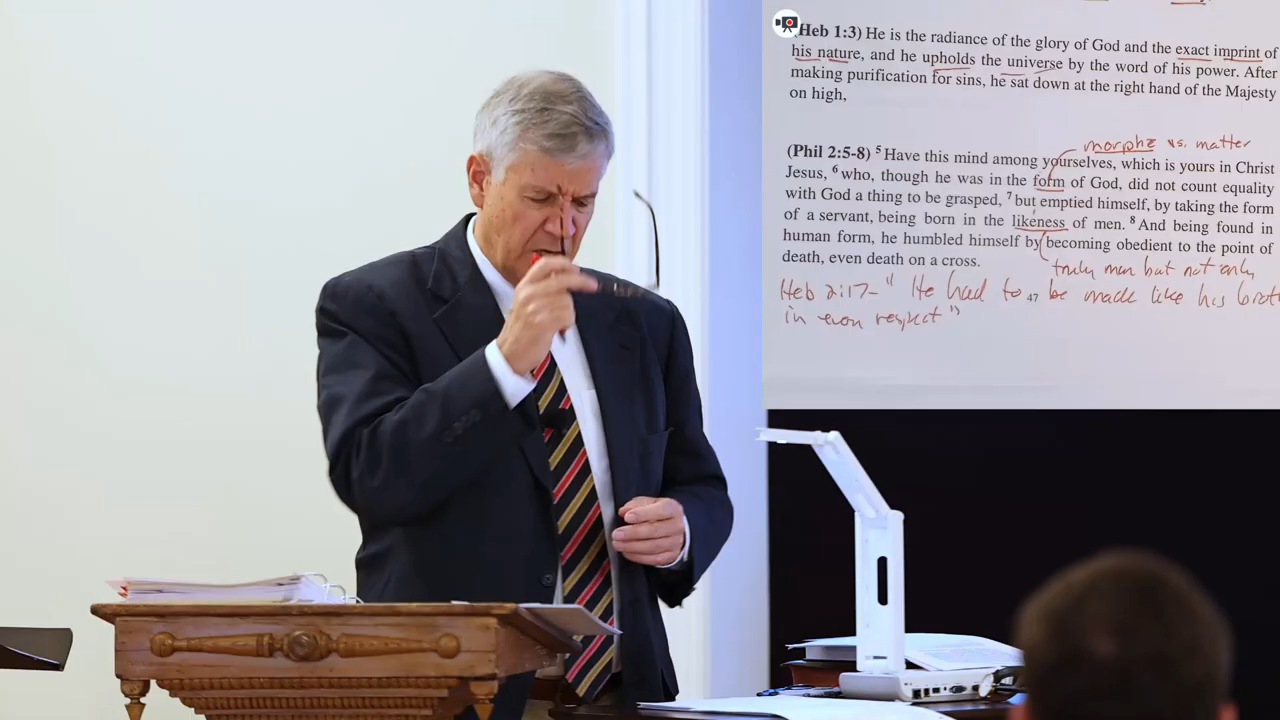 (Heb 1:3) He is the radiance of the glory of God and the exact imprint of
his nature, and he upholds the universe by the word of his power. After
making purification for sins, he sat down at the right hand of the Majesty
on high,
morphē vs. matter
(Phil 2:5-8) ⁵ Have this mind among yourselves, which is yours in Christ
Jesus, ⁶ who, though he was in the form of God, did not count equality
with God a thing to be grasped, ⁷ but emptied himself, by taking the form
of a servant, being born in the likeness of men. ⁸ And being found in
human form, he humbled himself by becoming obedient to the point of
death, even death on a cross.
truly man but not only
Heb 2:17- " He had to be made like his brot
47
in every respect "